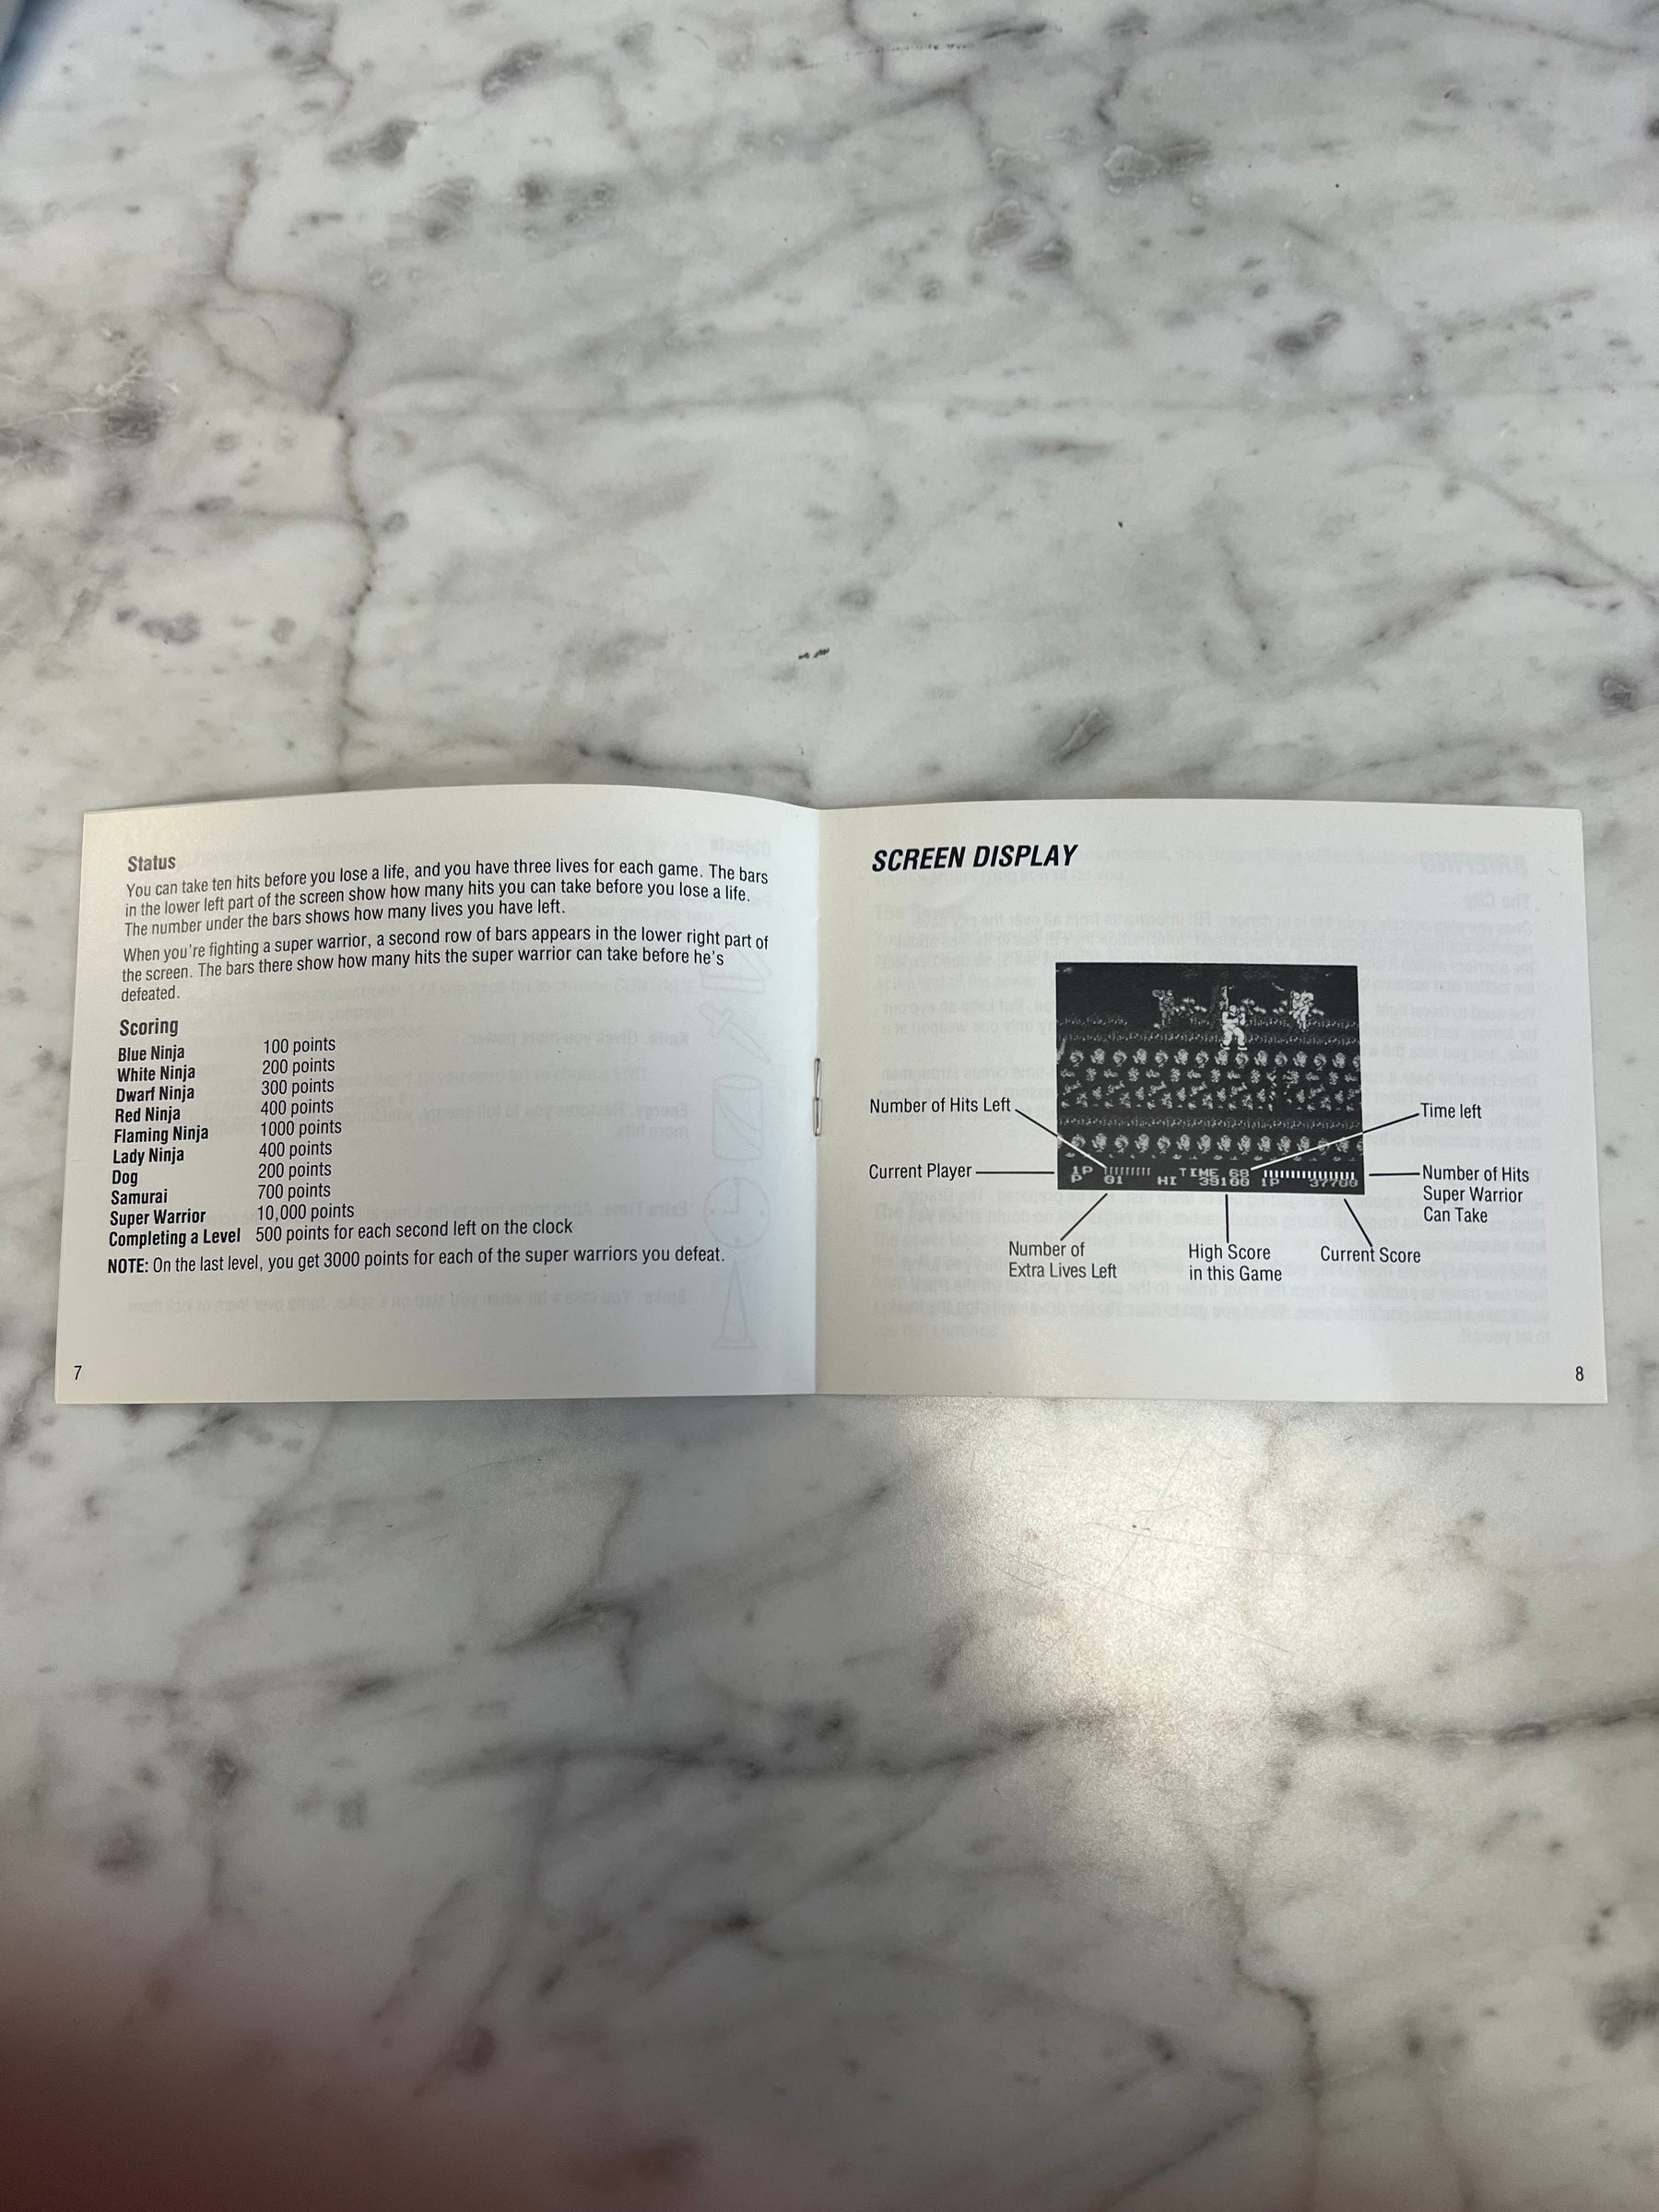 Status
You can take ten hits before you lose a life, and you have three lives for each game. The bars
in the lower left part of the screen show how many hits you can take before you lose a life.
The number under the bars shows how many lives you have left.
When you're fighting a super warrior, a second row of bars appears in the lower right part of
the screen. The bars there show how many hits the super warrior can take before he's
defeated.
Scoring
Blue Ninja 100 points
White Ninja 200 points
Dwarf Ninja 300 points
Red Ninja 400 points
Flaming Ninja 1000 points
Lady Ninja 400 points
Dog 200 points
Samurai 700 points
Super Warrior 10,000 points
Completing a Level 500 points for each second left on the clock
NOTE: On the last level, you get 3000 points for each of the super warriors you defeat.
7
SCREEN DISPLAY
Number of Hits Left
Time left
Current Player
1P TIME 68
P 01 HI 39100 1P 37700
Number of Hits
Super Warrior
Can Take
Number of
Extra Lives Left
High Score
in this Game
Current Score
8